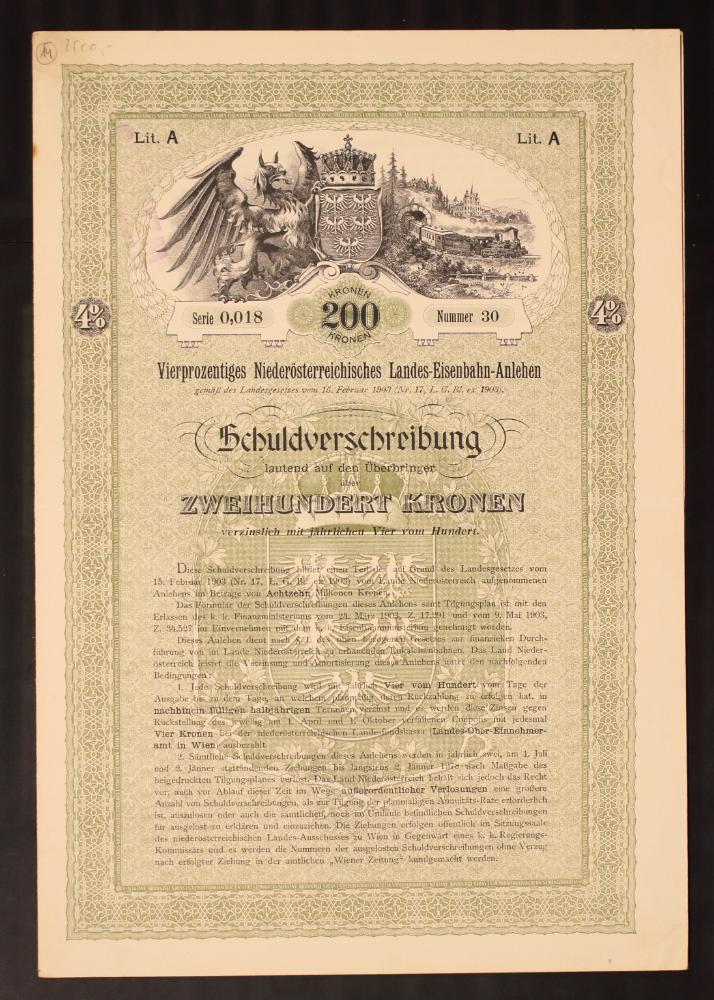 14 2500,-
Lit. A
Lit. A
4%
4%
Serie 0,018
KRONEN
200
KRONEN
Nummer 30
Vierprozentiges Niederösterreichisches Landes-Eisenbahn-Anlehen
gemäß des Landesgesetzes vom 15. Februar 1903 (Nr. 17, L. G. Bl. ex 1903).
Schuldverschreibung
lautend auf den Überbringer
über
ZWEIHUNDERT KRONEN
verzinslich mit jährlichen Vier vom Hundert.
Diese Schuldverschreibung bildet einen Teil des auf Grund des Landesgesetzes vom
15. Februar 1903 (Nr. 17, L. G. Bl. ex 1903) vom Lande Niederösterreich aufgenommenen
Anlehens im Betrage von Achtzehn Millionen Kronen.
Das Formular der Schuldverschreibungen dieses Anlehens samt Tilgungsplan ist mit den
Erlässen des k. k. Finanzministeriums vom 24. März 1903, Z. 17.291 und vom 9. Mai 1903,
Z. 34.527 im Einvernehmen mit dem k. k. Eisenbahnministerium genehmigt worden.
Dieses Anlehen dient nach § 1 des oben bezogenen Gesetzes zur finanziellen Durch-
führung von im Lande Niederösterreich zu erbauenden Lokaleisenbahnen. Das Land Nieder-
österreich leistet die Verzinsung und Amortisierung dieses Anlehens unter den nachfolgenden
Bedingungen:
1. Jede Schuldverschreibung wird mit jährlich Vier vom Hundert vom Tage der
Ausgabe bis zu dem Tage, an welchem planmäßig deren Rückzahlung zu erfolgen hat, in
nachhinein fälligen halbjährigen Terminen verzinst und es werden diese Zinsen gegen
Rückstellung des jeweilig am 1. April und 1. Oktober verfallenen Coupons mit jedesmal
Vier Kronen bei der niederösterreichischen Landesfondskassa (Landes-Ober-Einnehmer-
amt in Wien) ausbezahlt.
2. Sämtliche Schuldverschreibungen dieses Anlehens werden in jährlich zwei, am 1. Juli
und 2. Jänner stattfindenden Ziehungen bis längstens 2. Jänner 1978 nach Maßgabe des
beigedruckten Tilgungsplanes verlost. Das Land Niederösterreich behält sich jedoch das Recht
vor, auch vor Ablauf dieser Zeit im Wege außerordentlicher Verlosungen eine größere
Anzahl von Schuldverschreibungen, als zur Tilgung der planmäßigen Annuitäts-Rate erforderlich
ist, auszulosen oder auch die sämtlichen, noch im Umlaufe befindlichen Schuldverschreibungen
für ausgelost zu erklären und einzuziehen. Die Ziehungen erfolgen öffentlich im Sitzungssaale
des niederösterreichischen Landes-Ausschusses zu Wien in Gegenwart eines k. k. Regierungs-
Kommissärs und es werden die Nummern der ausgelosten Schuldverschreibungen ohne Verzug
nach erfolgter Ziehung in der amtlichen „Wiener Zeitung“ kundgemacht werden.